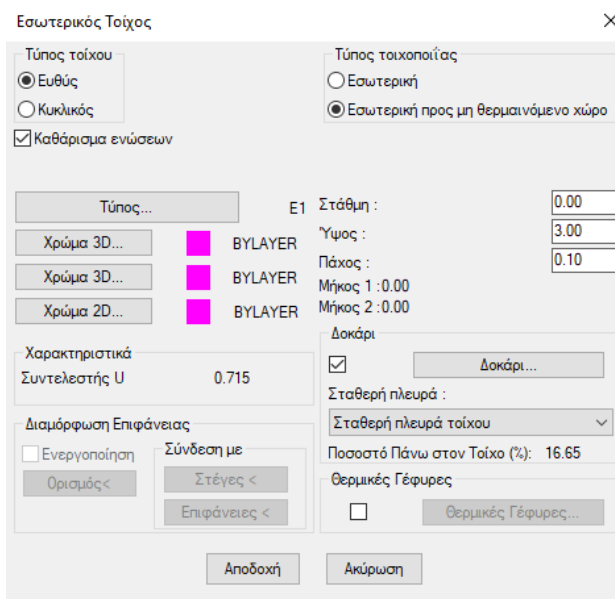 Εσωτερικός Τοίχος
Τύπος τοίχου
Ευθύς
Κυκλικός
Καθάρισμα ενώσεων
Τύπος τοιχοποιΐας
Εσωτερική
Εσωτερική προς μη θερμαινόμενο χώρο
Τύπος...
E1
Χρώμα 3D...
BYLAYER
Χρώμα 3D...
BYLAYER
Χρώμα 2D...
BYLAYER
Στάθμη :
0.00
Ύψος :
3.00
Πάχος :
0.10
Μήκος 1 :0.00
Μήκος 2 :0.00
Χαρακτηριστικά
Συντελεστής U 0.715
Δοκάρι
Δοκάρι...
Σταθερή πλευρά :
Σταθερή πλευρά τοίχου
Ποσοστό Πάνω στον Τοίχο (%): 16.65
Διαμόρφωση Επιφάνειας
Ενεργοποίηση
Ορισμός<
Σύνδεση με
Στέγες <
Επιφάνειες <
Θερμικές Γέφυρες
Θερμικές Γέφυρες...
Αποδοχή
Ακύρωση